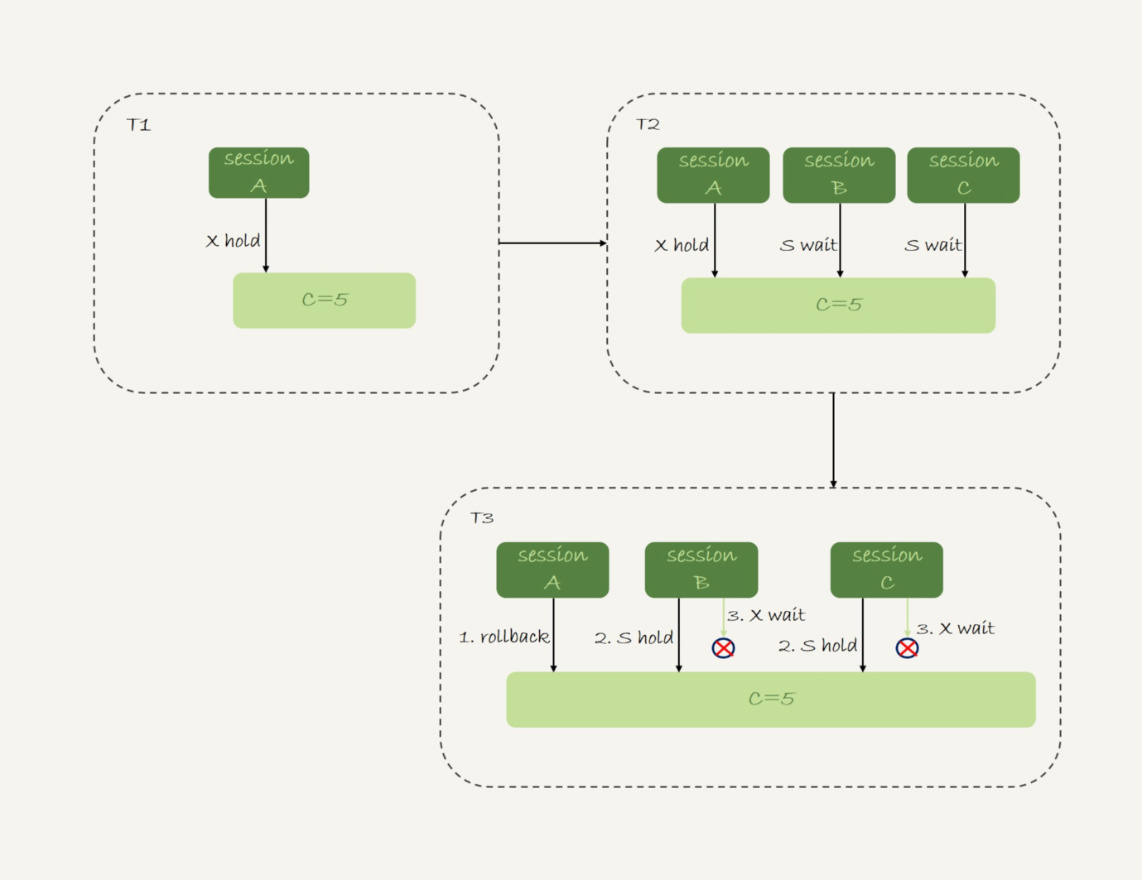 T1
session
A
X hold
C=5
T2
session
A
session
B
session
C
X hold
S wait
S wait
C=5
T3
session
A
session
B
session
C
1. rollback
2. S hold
3. X wait
2. S hold
3. X wait
C=5